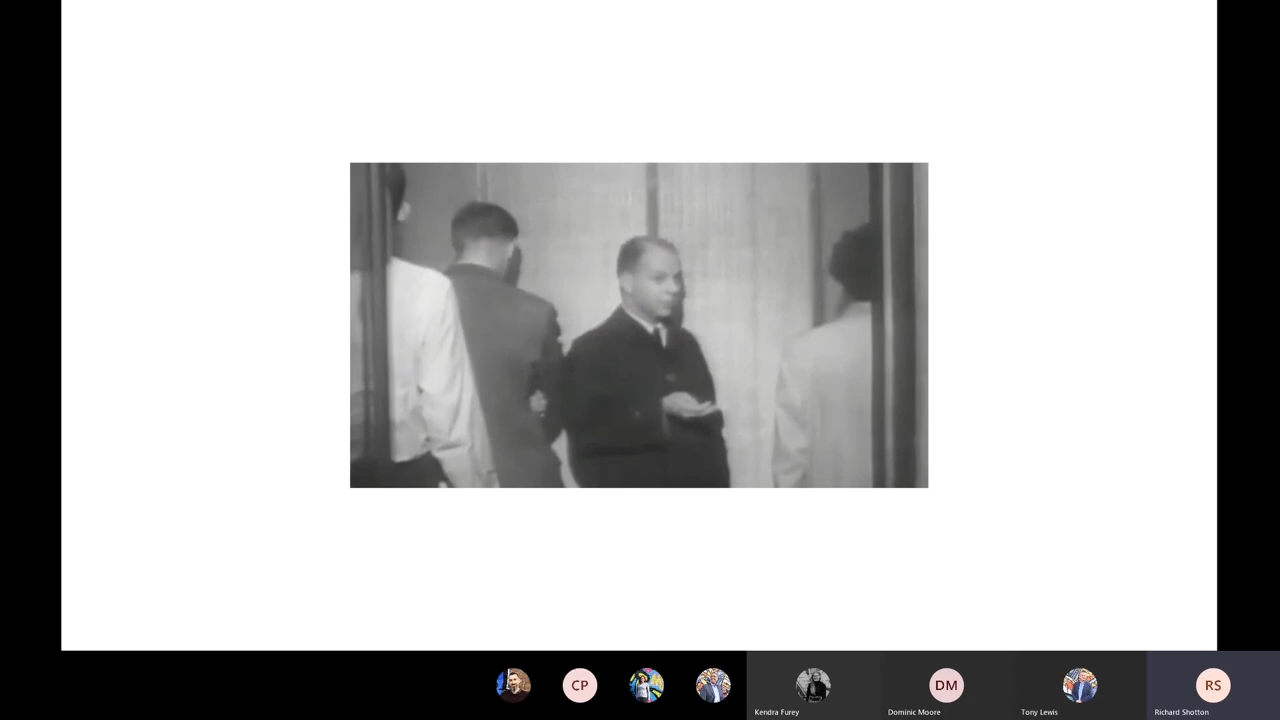 CP
DM
RS
Kendra Furey
Dominic Moore
Tony Lewis
Richard Shotton